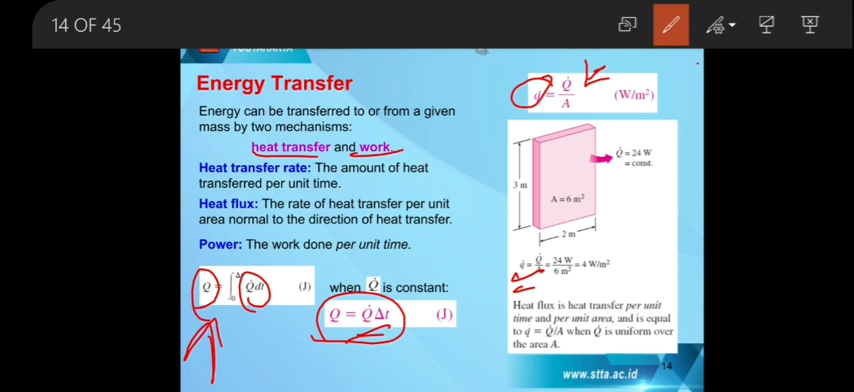 14 OF 45
Energy Transfer
Energy can be transferred to or from a given
mass by two mechanisms:
heat transfer and work.
Heat transfer rate: The amount of heat
transferred per unit time.
Heat flux: The rate of heat transfer per unit
area normal to the direction of heat transfer.
Power: The work done per unit time.
Q = ∫₀ Q̇dt (J)
when Q̇ is constant:
Q = Q̇Δt (J)
q̇ = Q̇/A (W/m²)
Q̇ = 24 W
= const.
3 m
A = 6 m²
2 m
q̇ = Q̇/A = 24 W/6 m² = 4 W/m²
Heat flux is heat transfer per unit
time and per unit area, and is equal
to q̇ = Q̇/A when Q̇ is uniform over
the area A.
14
www.stta.ac.id